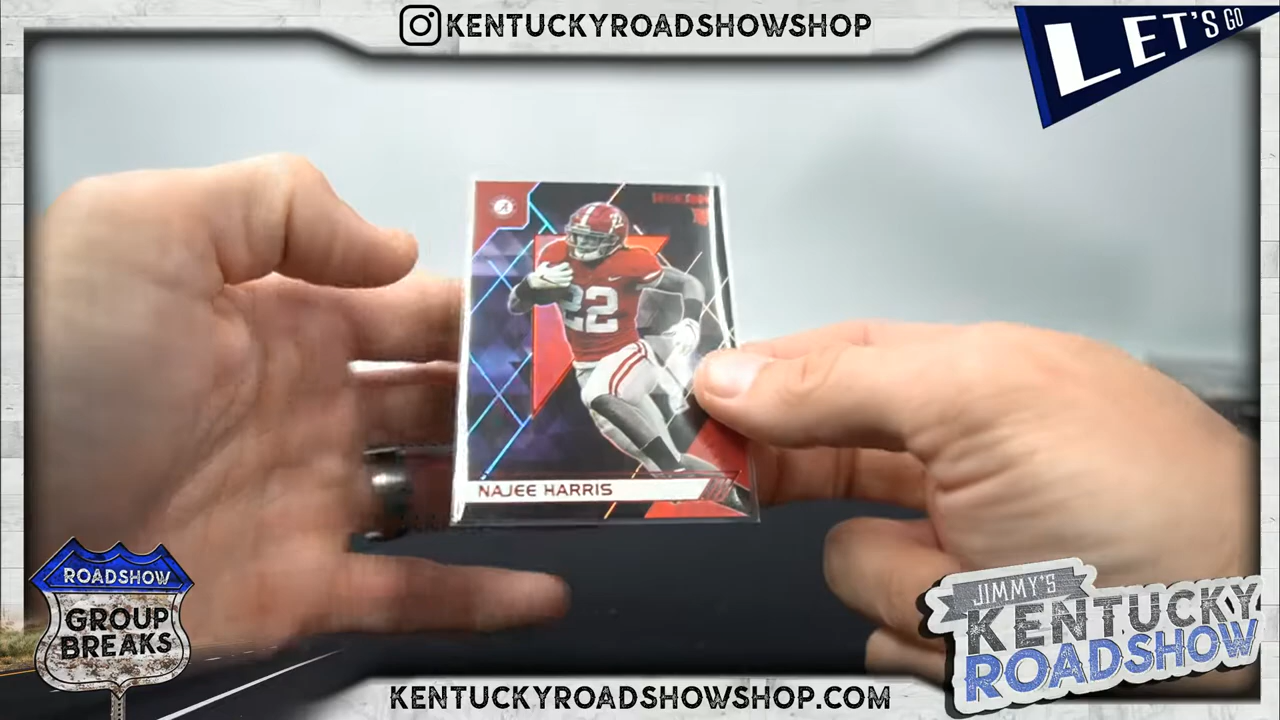 KENTUCKYROADSHOWSHOP
LET'S GO
A
22
NAJEE HARRIS
ROADSHOW
GROUP
BREAKS
JIMMY'S
KENTUCKY
ROADSHOW
KENTUCKYROADSHOWSHOP.COM